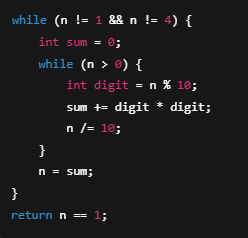 while (n != 1 && n != 4) {
    int sum = 0;
    while (n > 0) {
        int digit = n % 10;
        sum += digit * digit;
        n /= 10;
    }
    n = sum;
}
return n == 1;